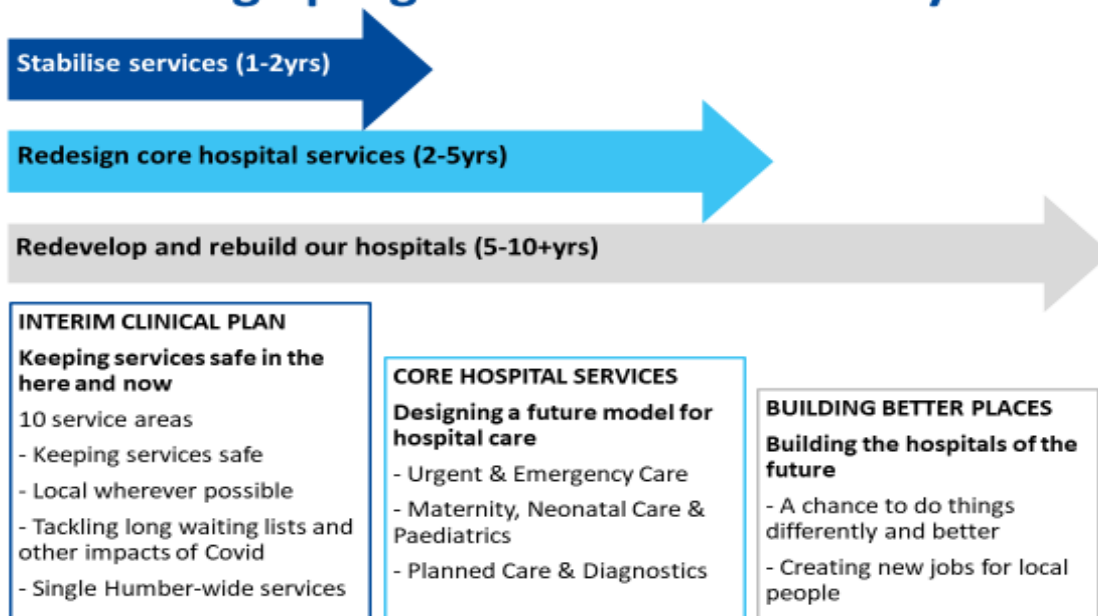 Stabilise services (1-2yrs)
Redesign core hospital services (2-5yrs)
Redevelop and rebuild our hospitals (5-10+yrs)
INTERIM CLINICAL PLAN
Keeping services safe in the
here and now
10 service areas
- Keeping services safe
- Local wherever possible
- Tackling long waiting lists and
other impacts of Covid
- Single Humber-wide services
CORE HOSPITAL SERVICES
Designing a future model for
hospital care
- Urgent & Emergency Care
- Maternity, Neonatal Care &
Paediatrics
- Planned Care & Diagnostics
BUILDING BETTER PLACES
Building the hospitals of the
future
- A chance to do things
differently and better
- Creating new jobs for local
people